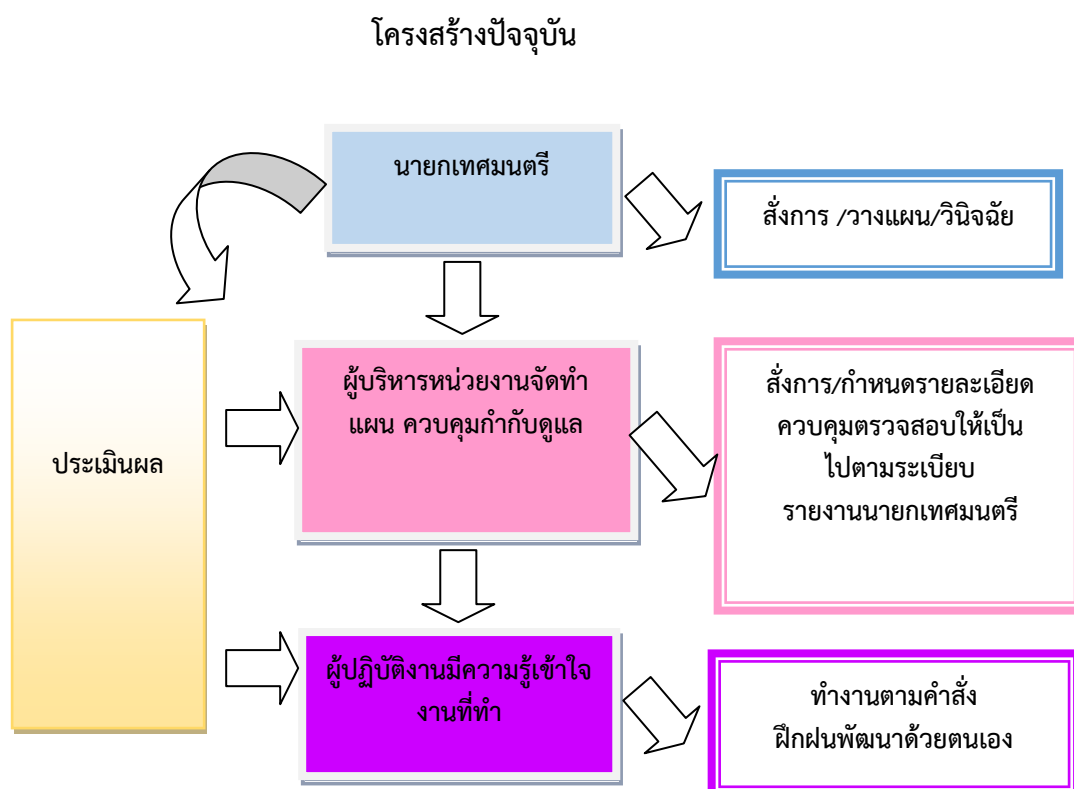 โครงสร้างปัจจุบัน
นายกเทศมนตรี
สั่งการ /วางแผน/วินิจฉัย
ผู้บริหารหน่วยงานจัดทำ
แผน ควบคุมกำกับดูแล
สั่งการ/กำหนดรายละเอียด
ควบคุมตรวจสอบให้เป็น
ไปตามระเบียบ
รายงานนายกเทศมนตรี
ประเมินผล
ผู้ปฏิบัติงานมีความรู้เข้าใจ
งานที่ทำ
ทำงานตามคำสั่ง
ฝึกฝนพัฒนาด้วยตนเอง